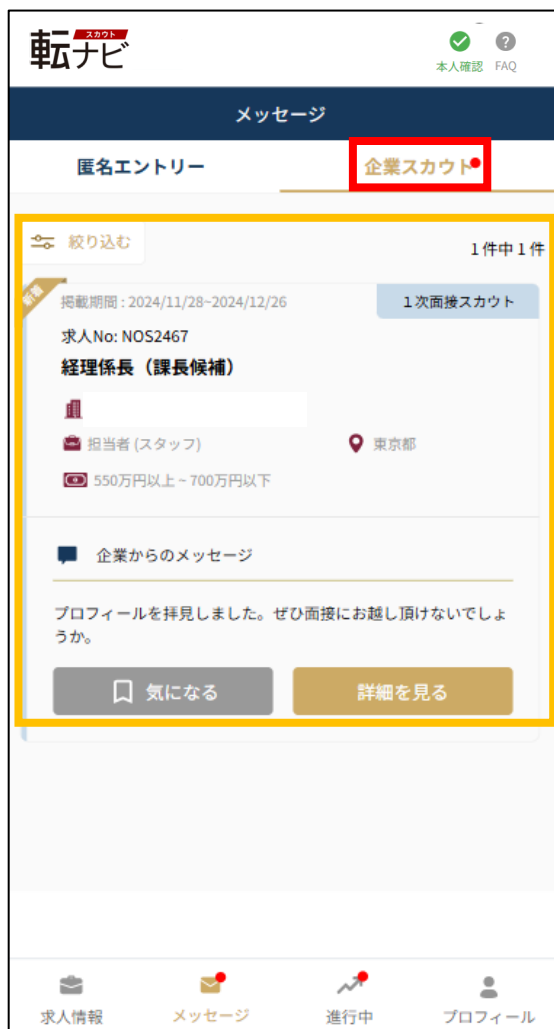 スカウト
転ナビ
本人確認 FAQ
メッセージ
匿名エントリー 企業スカウト
絞り込む
1件中1件
新着
掲載期間 : 2024/11/28~2024/12/26
1次面接スカウト
求人No: NOS2467
経理係長（課長候補）
担当者 (スタッフ) 東京都
550万円以上 ~ 700万円以下
企業からのメッセージ
プロフィールを拝見しました。ぜひ面接にお越し頂けないでしょ
うか。
気になる 詳細を見る
求人情報 メッセージ 進行中 プロフィール